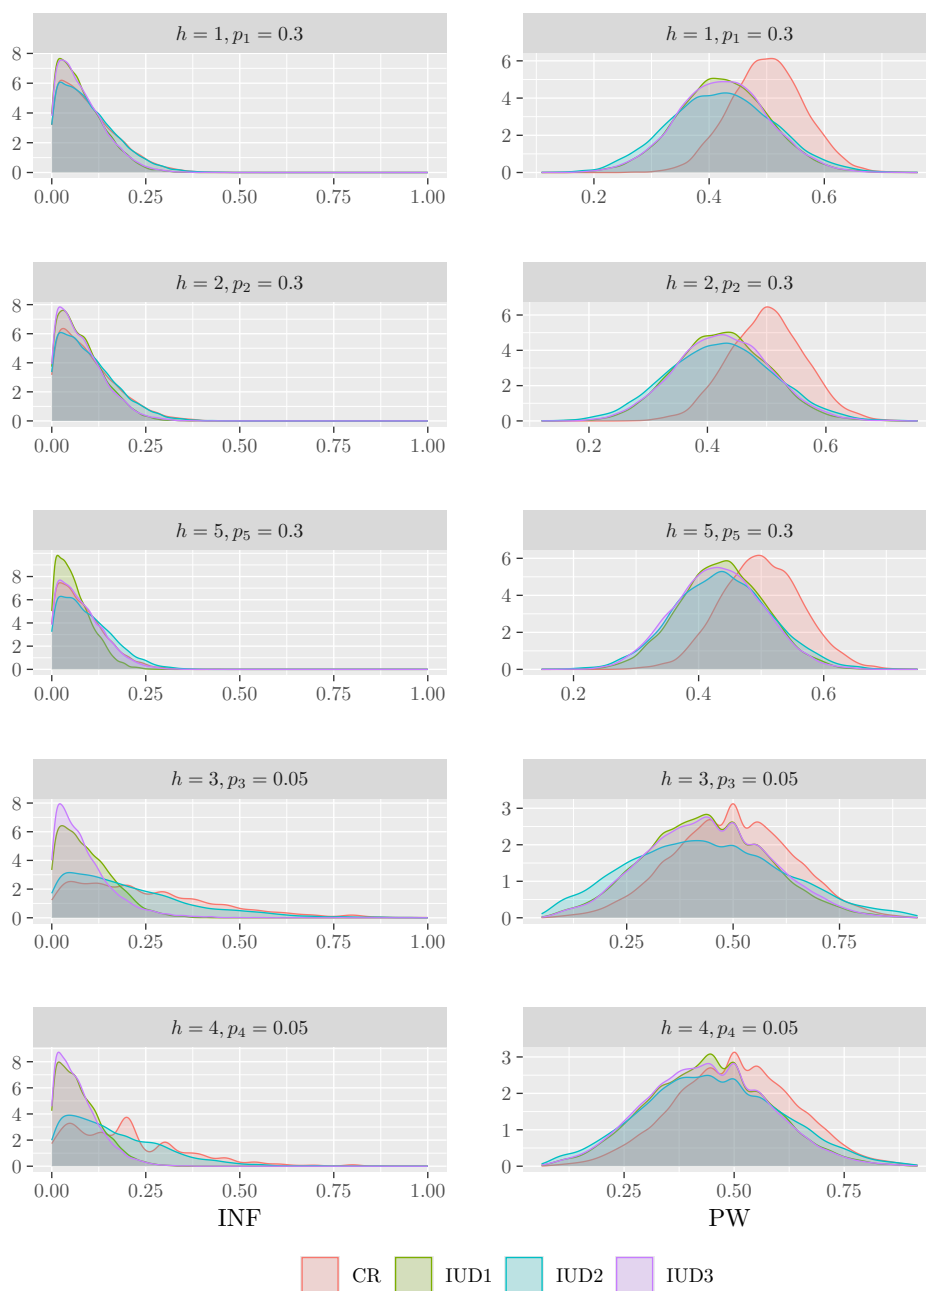 h = 1, p₁ = 0.3
h = 1, p₁ = 0.3
8
6
4
2
0
0.00 0.25 0.50 0.75 1.00
6
4
2
0
0.2 0.4 0.6
h = 2, p₂ = 0.3
h = 2, p₂ = 0.3
8
6
4
2
0
0.00 0.25 0.50 0.75 1.00
6
4
2
0
0.2 0.4 0.6
h = 5, p₅ = 0.3
h = 5, p₅ = 0.3
8
6
4
2
0
0.00 0.25 0.50 0.75 1.00
6
4
2
0
0.2 0.4 0.6
h = 3, p₃ = 0.05
h = 3, p₃ = 0.05
8
6
4
2
0
0.00 0.25 0.50 0.75 1.00
3
2
1
0
0.25 0.50 0.75
h = 4, p₄ = 0.05
h = 4, p₄ = 0.05
8
6
4
2
0
0.00 0.25 0.50 0.75 1.00
INF
3
2
1
0
0.25 0.50 0.75
PW
CR IUD1 IUD2 IUD3